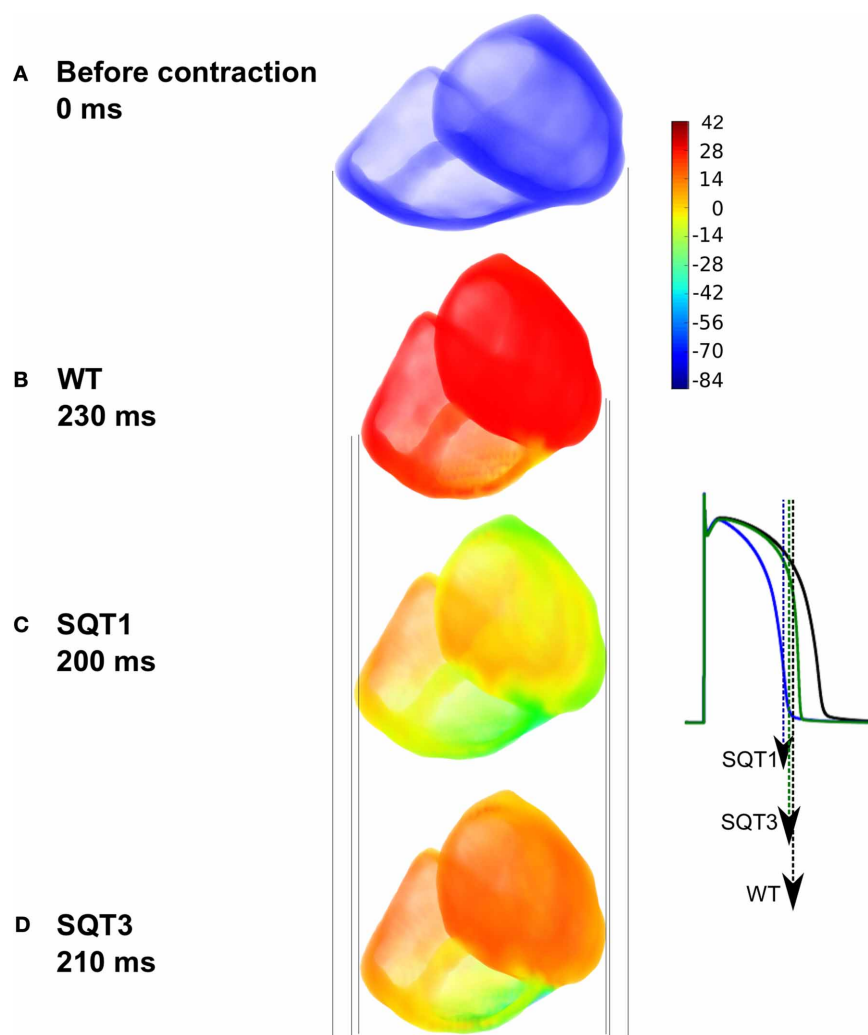 A Before contraction
0 ms
42
28
14
0
-14
-28
-42
-56
-70
-84
B WT
230 ms
C SQT1
200 ms
SQT1
SQT3
WT
D SQT3
210 ms